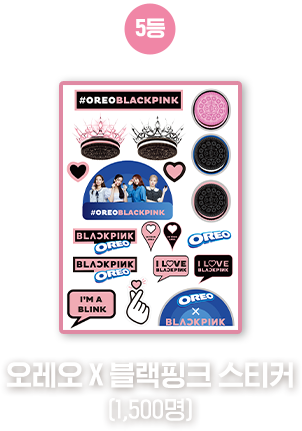 5등
#OREOBLACKPINK
#OREOBLACKPINK
BLACKPINK
OREO
OREO
BLACKPINK
OREO
I LOVE
BLACKPINK
I LOVE
BLACKPINK
I'M A
BLINK
OREO
×
BLACKPINK
오레오 X 블랙핑크 스티커
(1,500명)